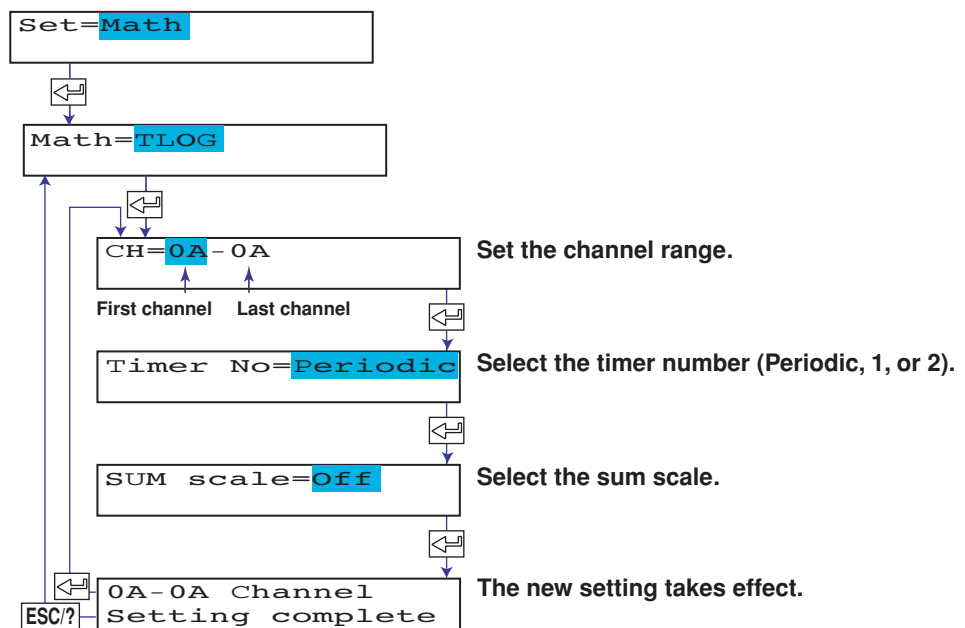 Set=Math
Math=TLOG
CH=0A-0A
Set the channel range.
First channel Last channel
Timer No=Periodic
Select the timer number (Periodic, 1, or 2).
SUM scale=Off
Select the sum scale.
0A-0A Channel
The new setting takes effect.
ESC/?
Setting complete